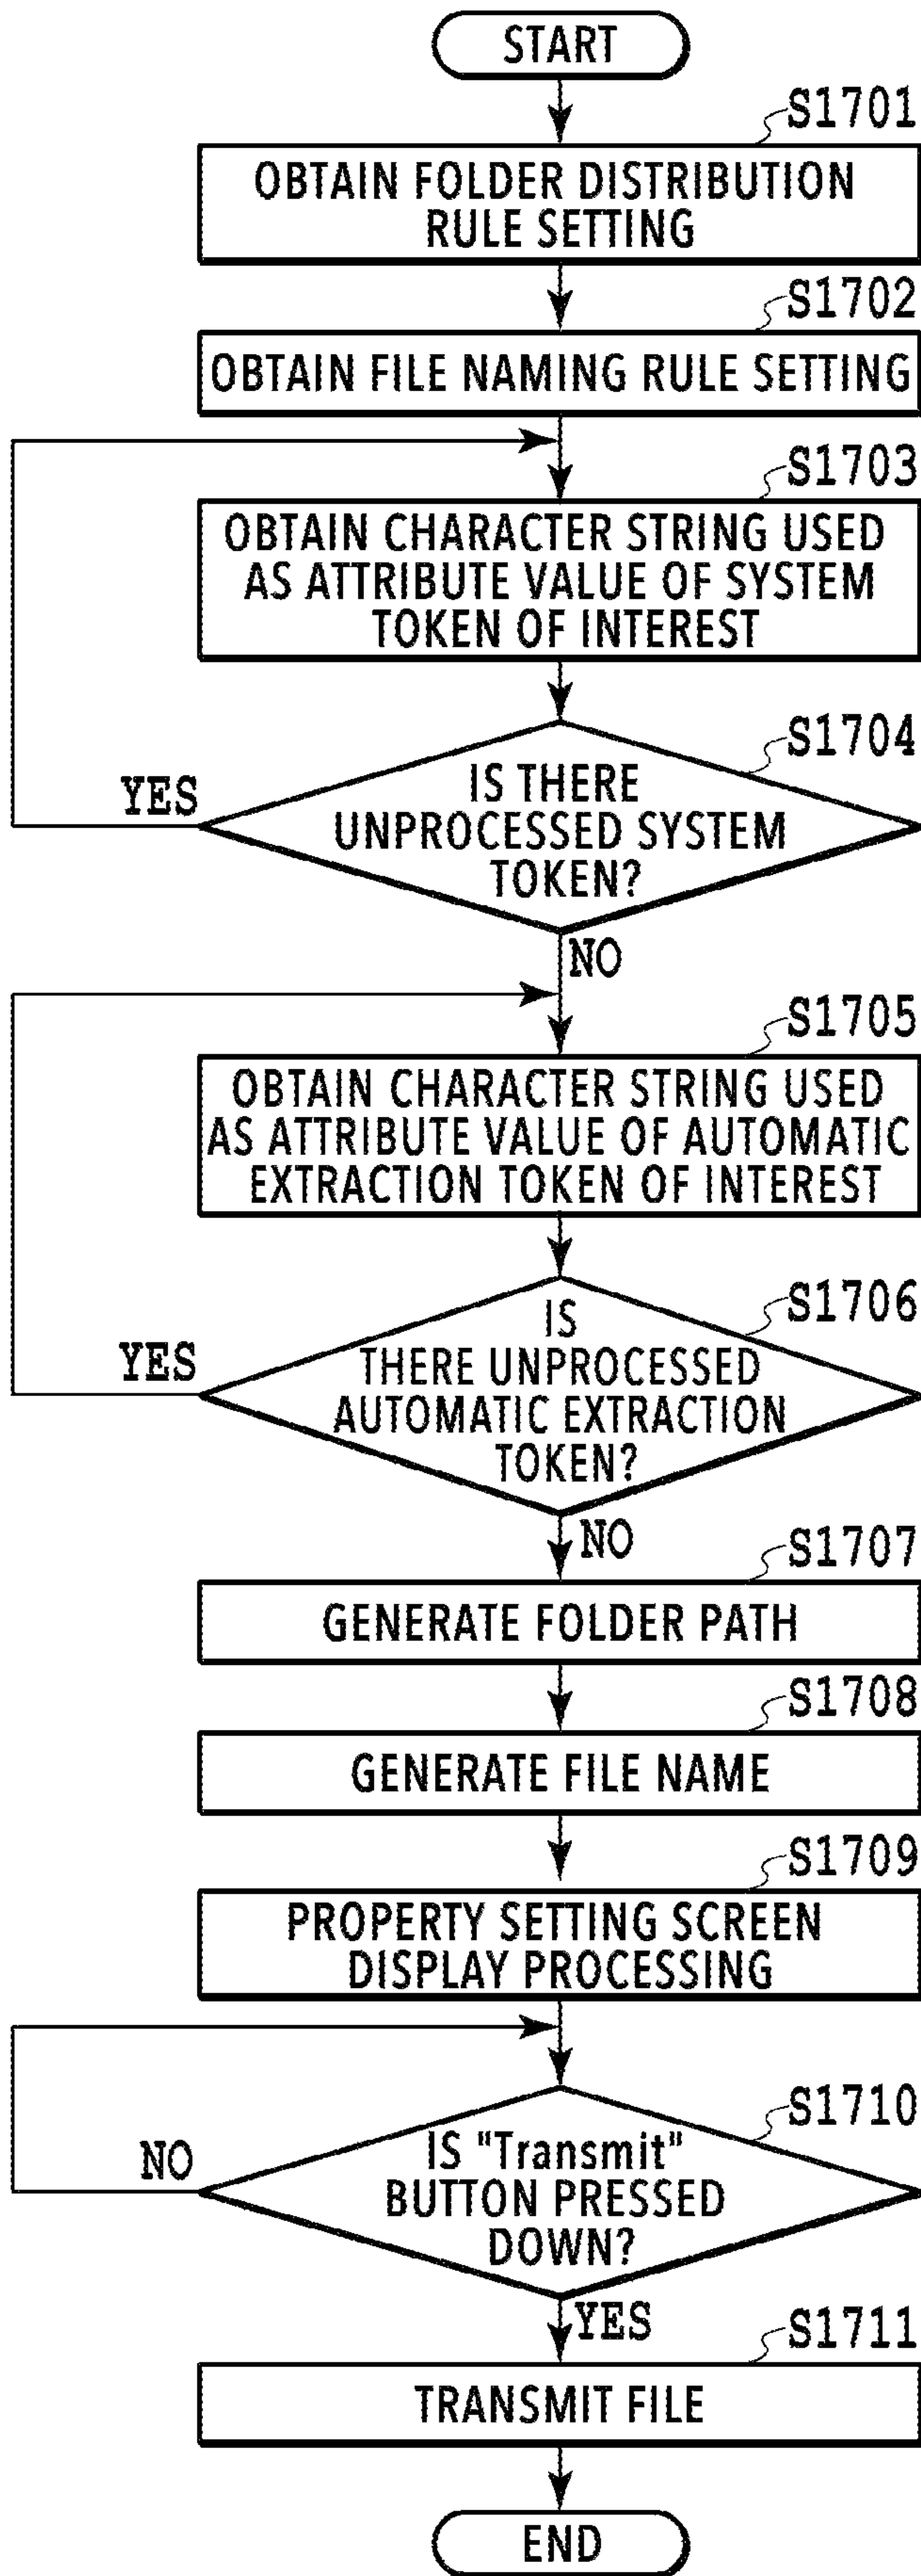 START
S1701
OBTAIN FOLDER DISTRIBUTION
RULE SETTING
S1702
OBTAIN FILE NAMING RULE SETTING
S1703
OBTAIN CHARACTER STRING USED
AS ATTRIBUTE VALUE OF SYSTEM
TOKEN OF INTEREST
S1704
YES
IS THERE
UNPROCESSED SYSTEM
TOKEN?
NO
S1705
OBTAIN CHARACTER STRING USED
AS ATTRIBUTE VALUE OF AUTOMATIC
EXTRACTION TOKEN OF INTEREST
S1706
YES
IS
THERE UNPROCESSED
AUTOMATIC EXTRACTION
TOKEN?
NO
S1707
GENERATE FOLDER PATH
S1708
GENERATE FILE NAME
S1709
PROPERTY SETTING SCREEN
DISPLAY PROCESSING
S1710
NO
IS "Transmit"
BUTTON PRESSED
DOWN?
YES
S1711
TRANSMIT FILE
END